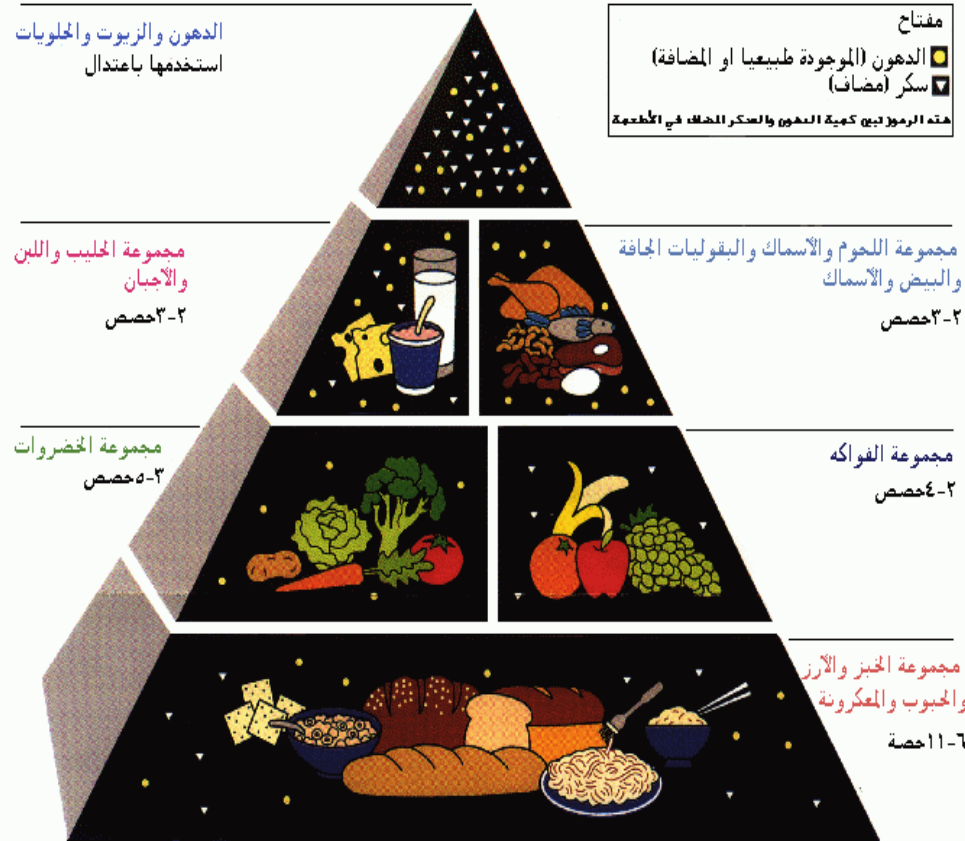 مفتاح
الدهون (الموجودة طبيعيا او المضافة)
سكر (مضاف)
هذه الرموز تبين كمية الدهون والسكر المضاف في الأطعمة
الدهون والزيوت والحلويات
استخدمها باعتدال
مجموعة اللحوم والأسماك والبقوليات الجافة
والبيض والأسماك
٢-٣حصص
مجموعة الحليب واللبن
والأجبان
٢-٣حصص
مجموعة الفواكه
٢-٤حصص
مجموعة الخضروات
٣-٥حصص
مجموعة الخبز والأرز
والحبوب والمعكرونة
٦-١١حصة